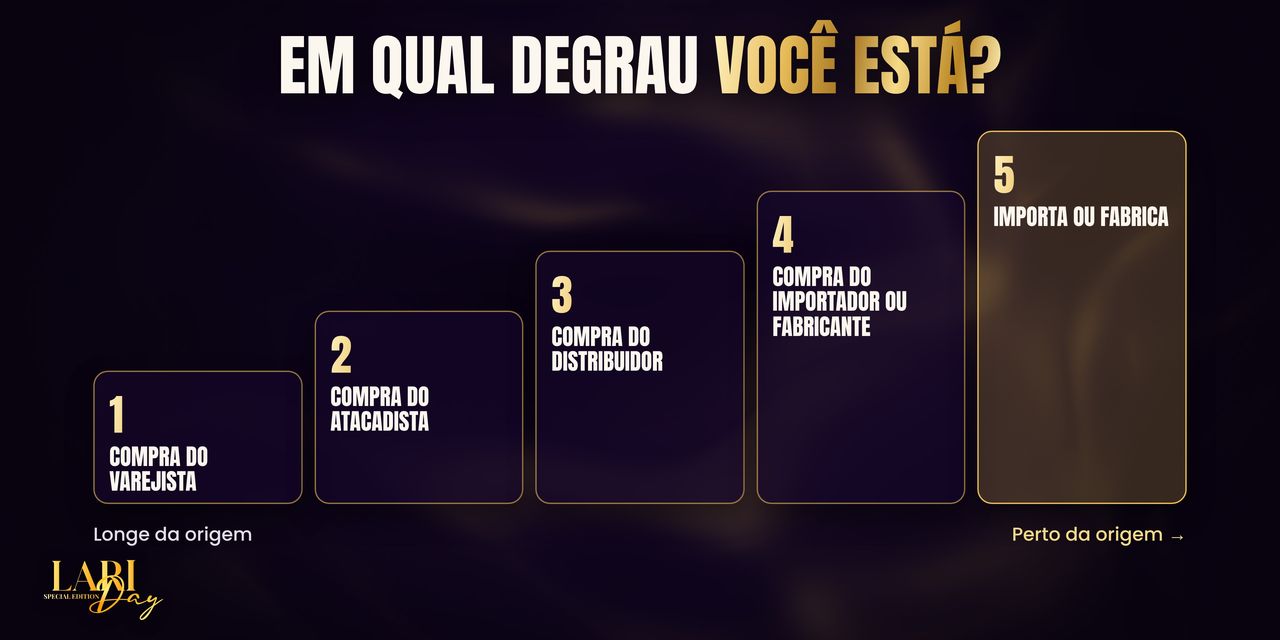 EM QUAL DEGRAU VOCÊ ESTÁ?
1
COMPRA DO
VAREJISTA
2
COMPRA DO
ATACADISTA
3
COMPRA DO
DISTRIBUIDOR
4
COMPRA DO
IMPORTADOR OU
FABRICANTE
5
IMPORTA OU FABRICA
Longe da origem
Perto da origem →
LABI
SPECIAL EDITION
Day